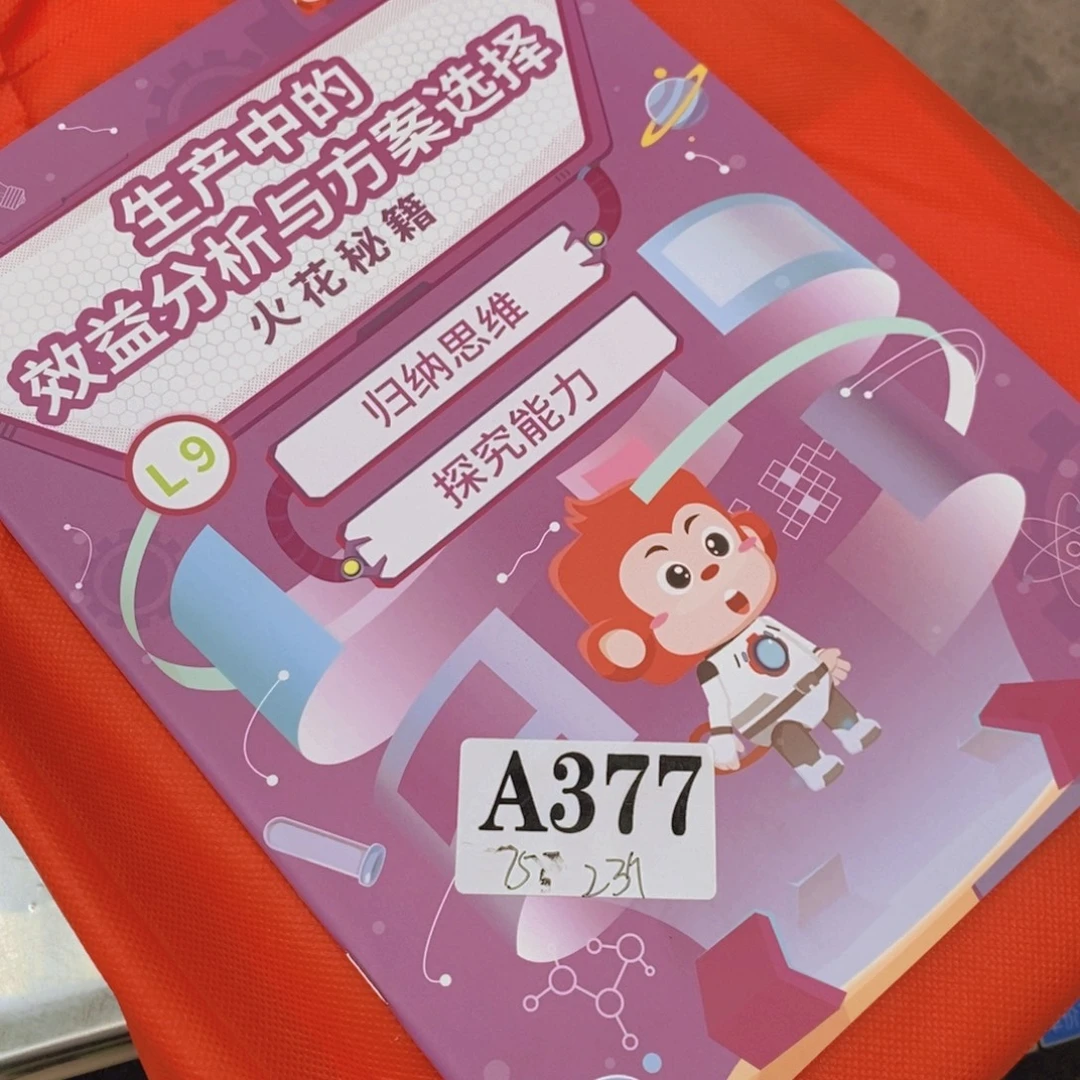 生产中的
效益分析与方案选择
火花秘籍
归纳思维
探究能力
L9
A377